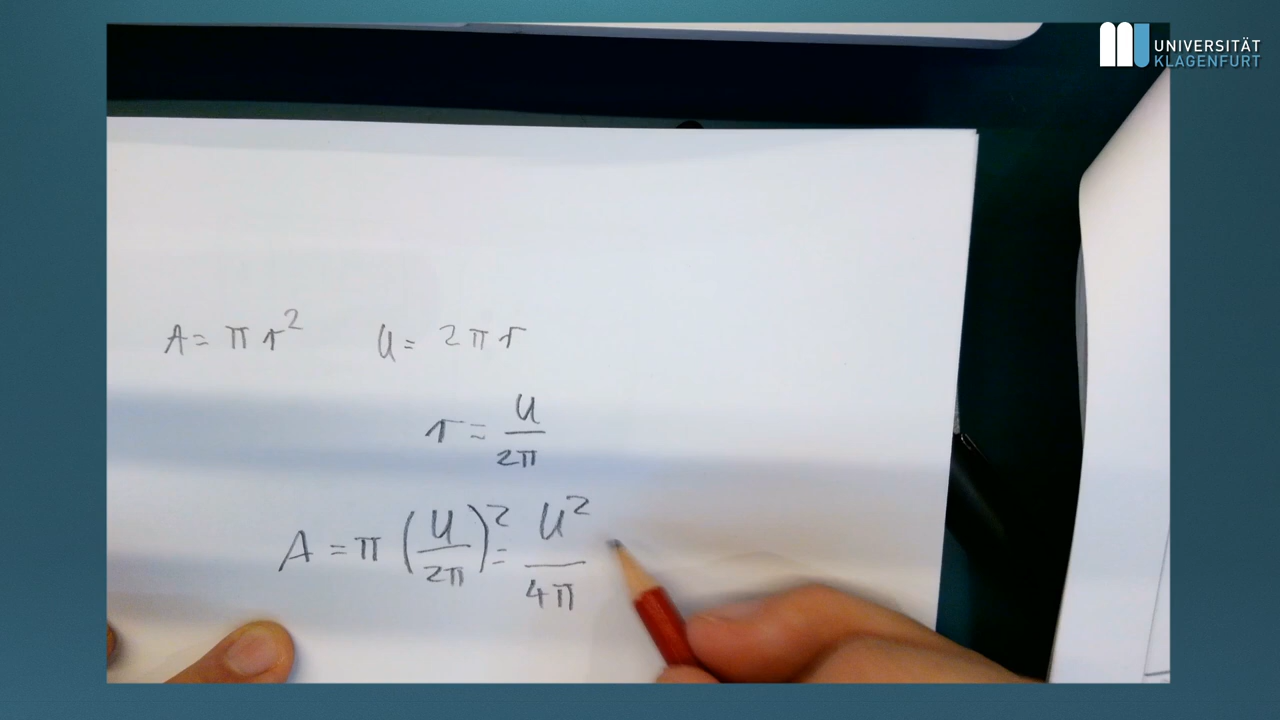 UNIVERSITÄT
KLAGENFURT
A = π r² U = 2 π r
r = U/2π
A = π (U/2π)² = U²/4π